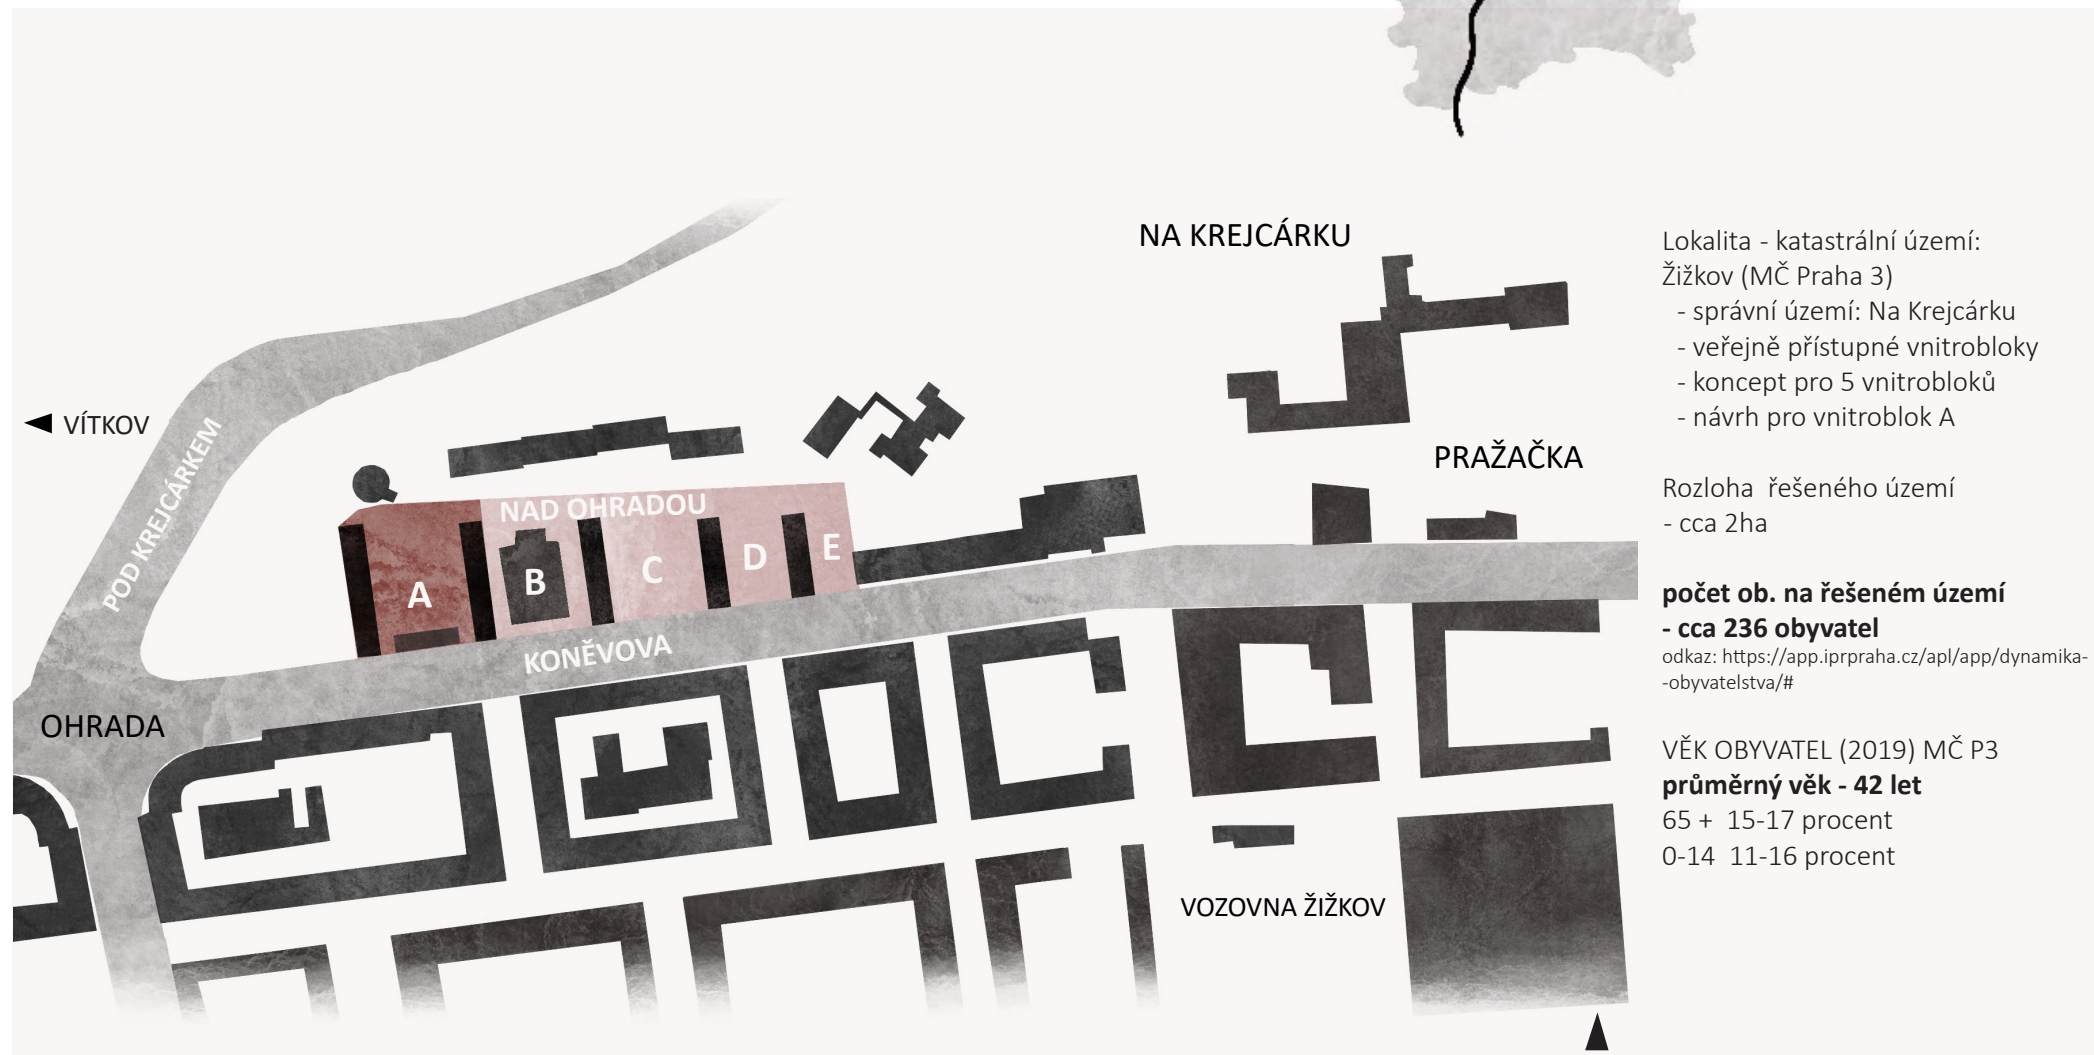 NA KREJCÁRKU
VÍTKOV
POD KREJCÁRKEM
PRAŽAČKA
NAD OHRADOU
A
B
C
D
E
KONĚVOVA
OHRADA
VOZOVNA ŽIŽKOV
Lokalita - katastrální území:
Žižkov (MČ Praha 3)
- správní území: Na Krejcárku
- veřejně přístupné vnitrobloky
- koncept pro 5 vnitrobloků
- návrh pro vnitroblok A
Rozloha řešeného území
- cca 2ha
počet ob. na řešeném území
- cca 236 obyvatel
odkaz: https://app.iprpraha.cz/apl/app/dynamika-
-obyvatelstva/#
VĚK OBYVATEL (2019) MČ P3
průměrný věk - 42 let
65 + 15-17 procent
0-14 11-16 procent